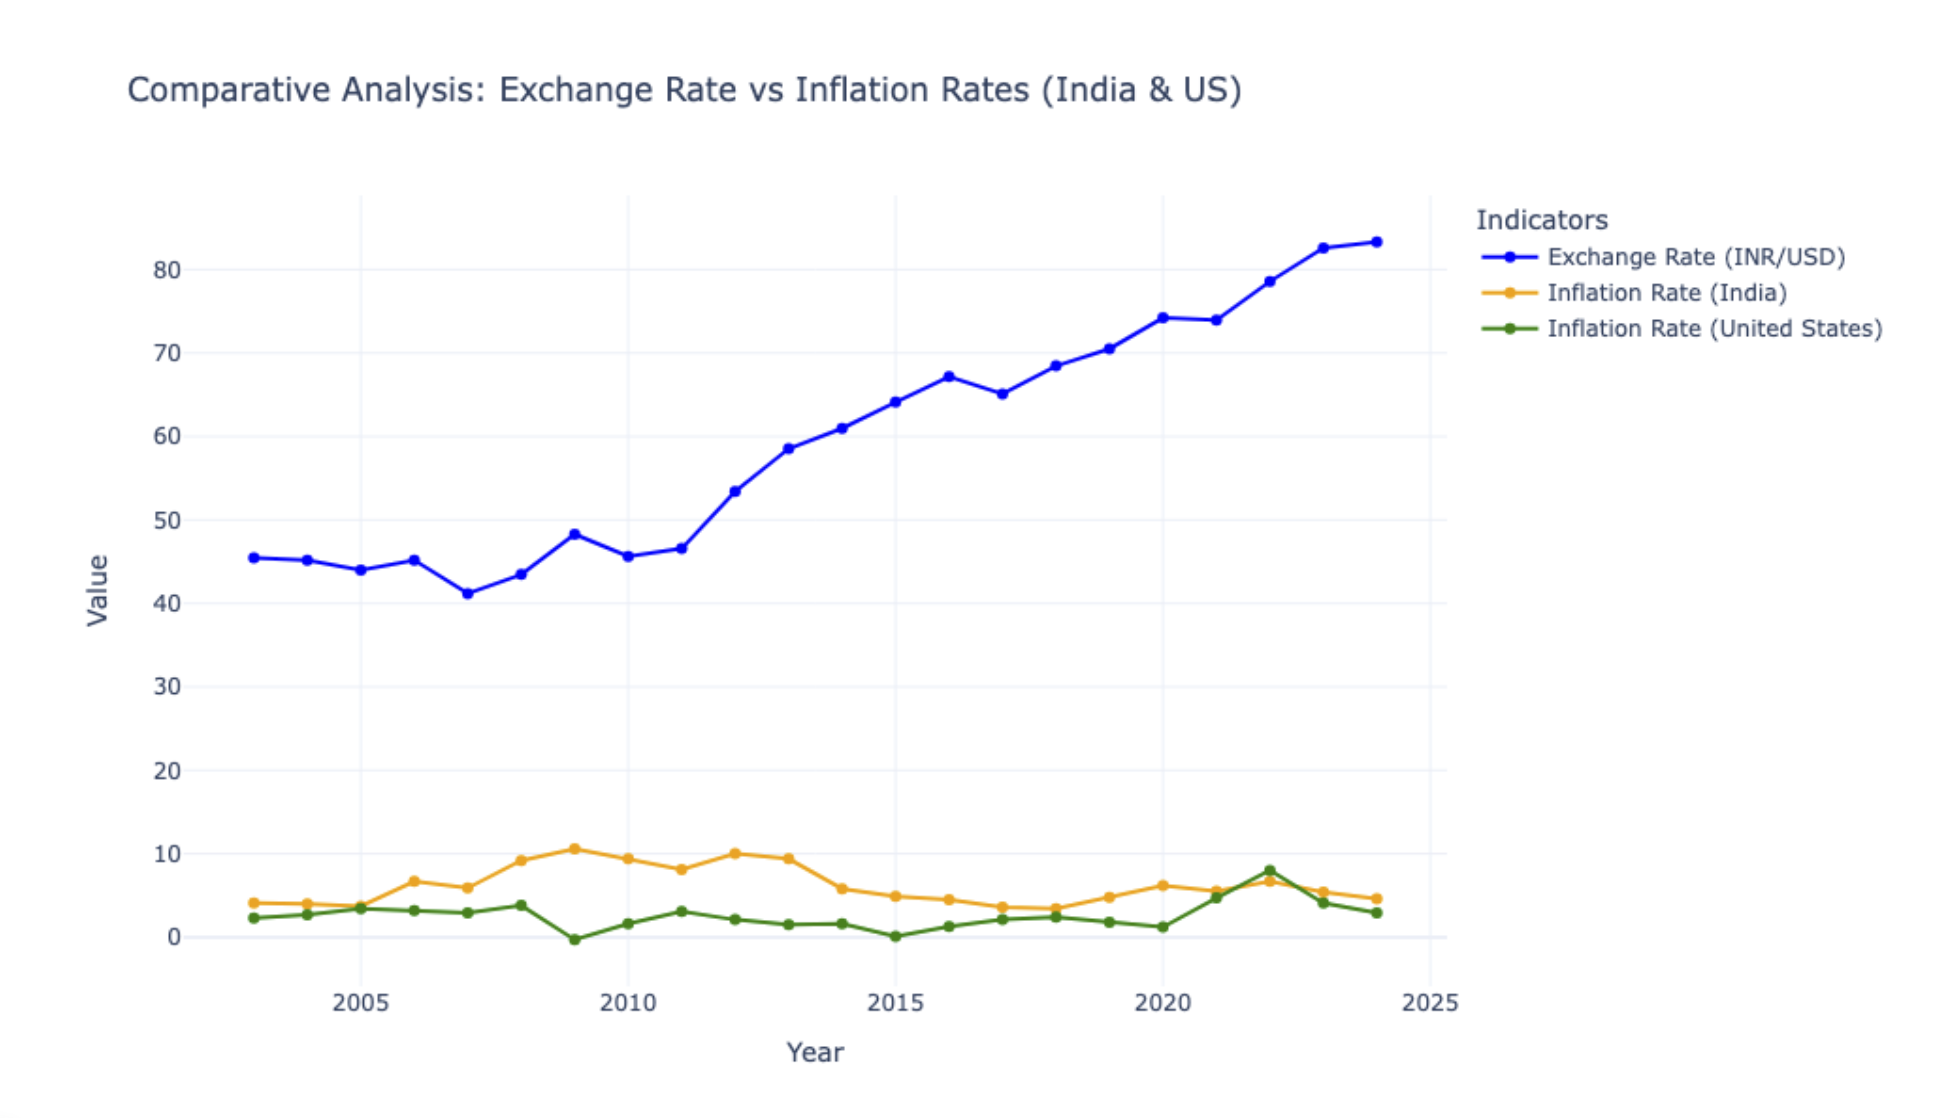 Comparative Analysis: Exchange Rate vs Inflation Rates (India & US)
Indicators
Exchange Rate (INR/USD)
Inflation Rate (India)
Inflation Rate (United States)
Value
80
70
60
50
40
30
20
10
0
2005 2010 2015 2020 2025
Year